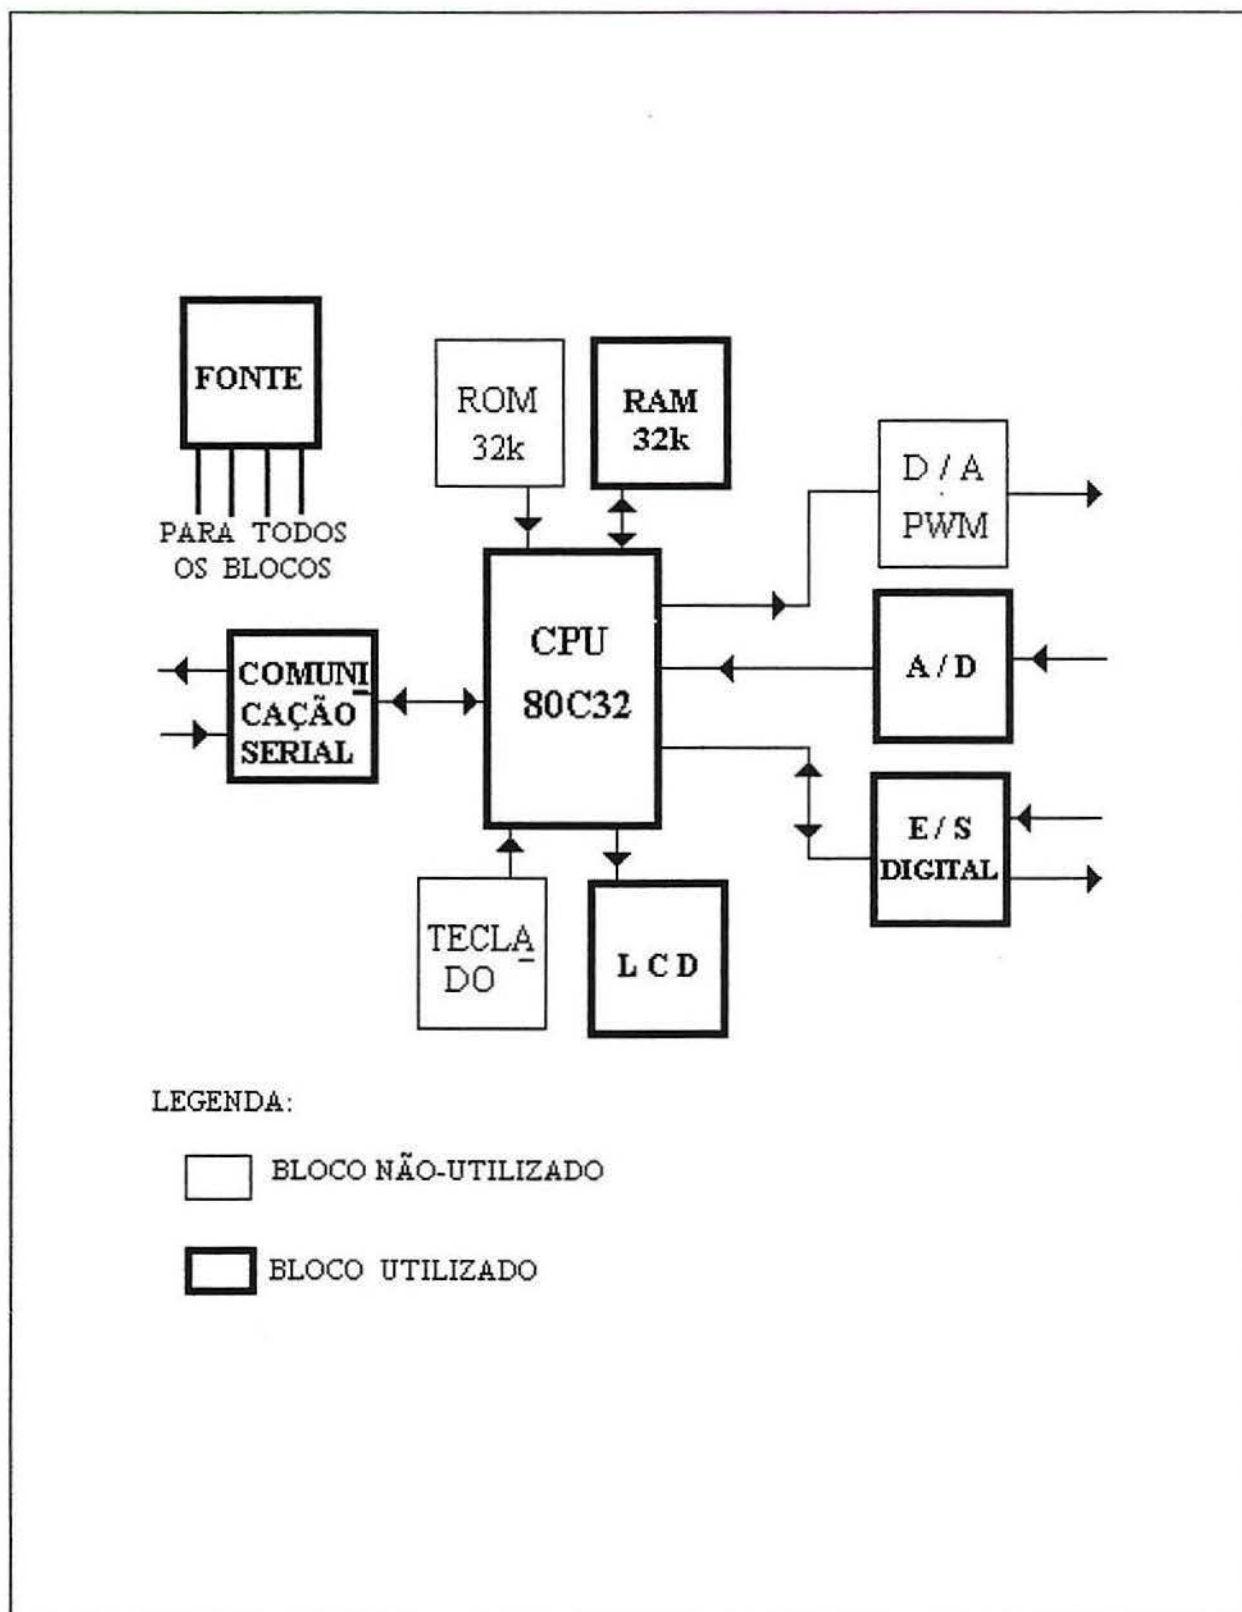 FONTE
PARA TODOS
OS BLOCOS
ROM
32k
RAM
32k
D / A
PWM
CPU
80C32
COMUNI
CAÇÃO
SERIAL
A / D
E / S
DIGITAL
TECLA
DO
L C D
LEGENDA:
BLOCO NÃO-UTILIZADO
BLOCO UTILIZADO